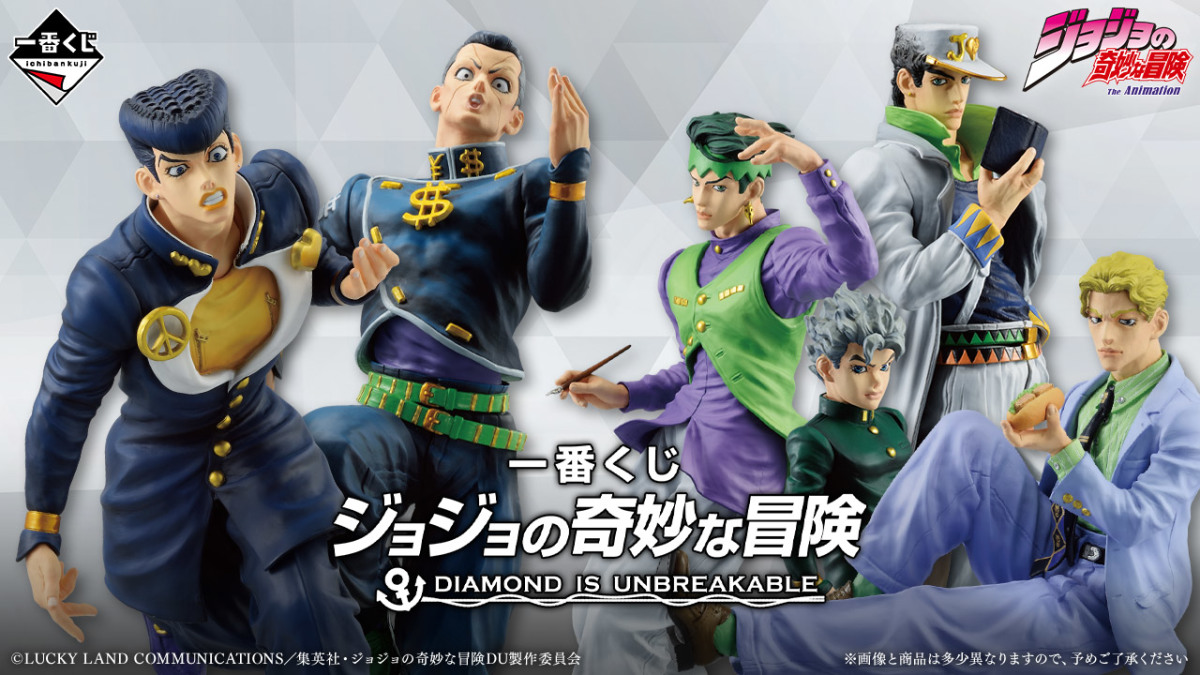 一番くじ
ichibankuji
ジョジョの
奇妙な冒険
The Animation
JO
¥ $
$
一番くじ
ジョジョの奇妙な冒険
DIAMOND IS UNBREAKABLE
©LUCKY LAND COMMUNICATIONS/集英社・ジョジョの奇妙な冒険DU製作委員会
※画像と商品は多少異なりますので、予めご了承ください